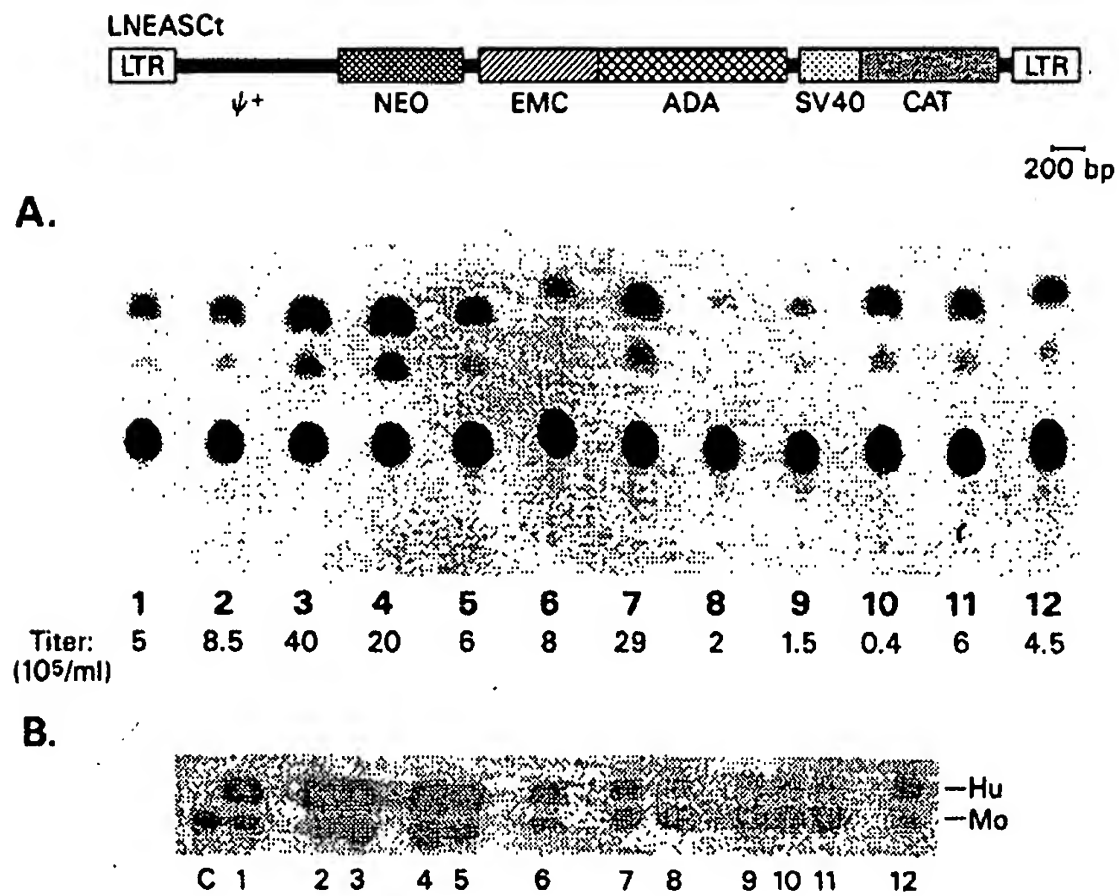 LNEASCt
LTR LTR
ψ+ NEO EMC ADA SV40 CAT
200 bp
A.
1 2 3 4 5 6 7 8 9 10 11 12
Titer: 5 8.5 40 20 6 8 29 2 1.5 0.4 6 4.5
(10⁵/ml)
B.
Hu
Mo
C 1 2 3 4 5 6 7 8 9 10 11 12